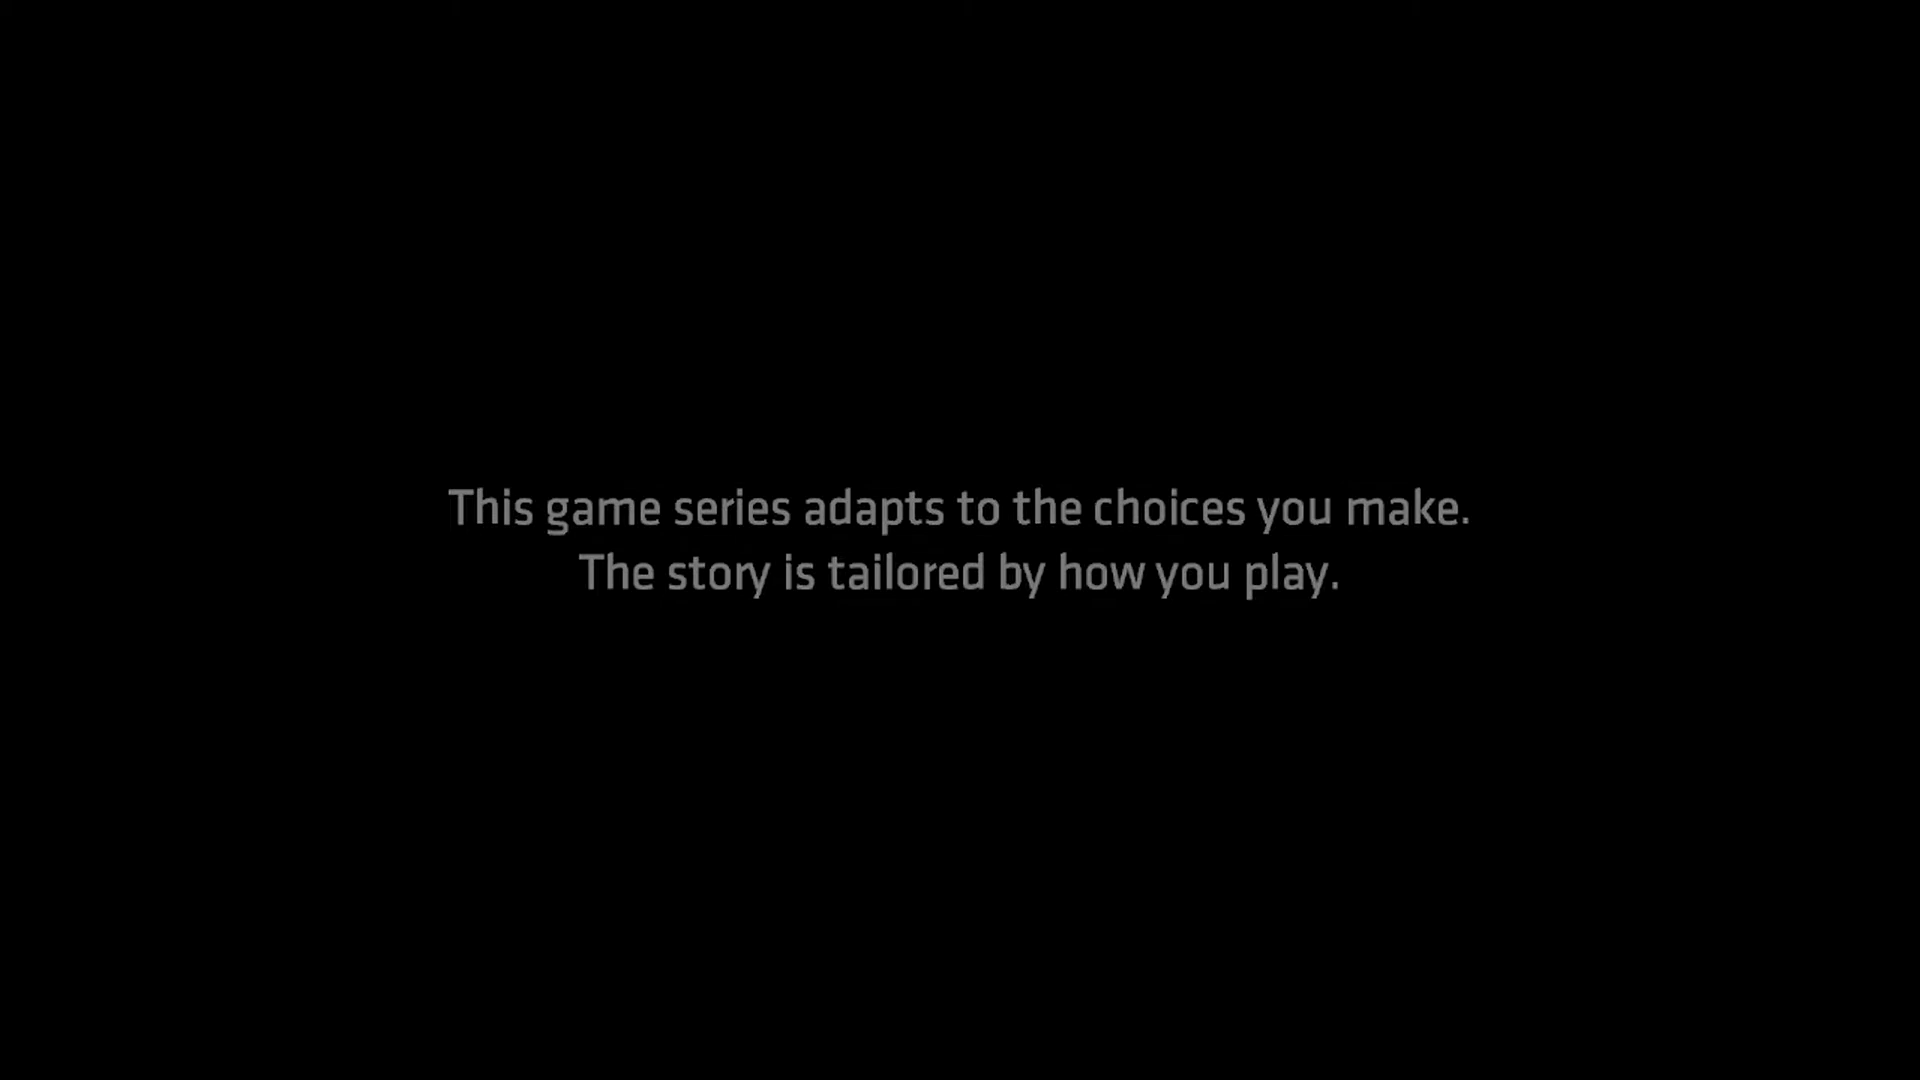 This game series adapts to the choices you make.
The story is tailored by how you play.